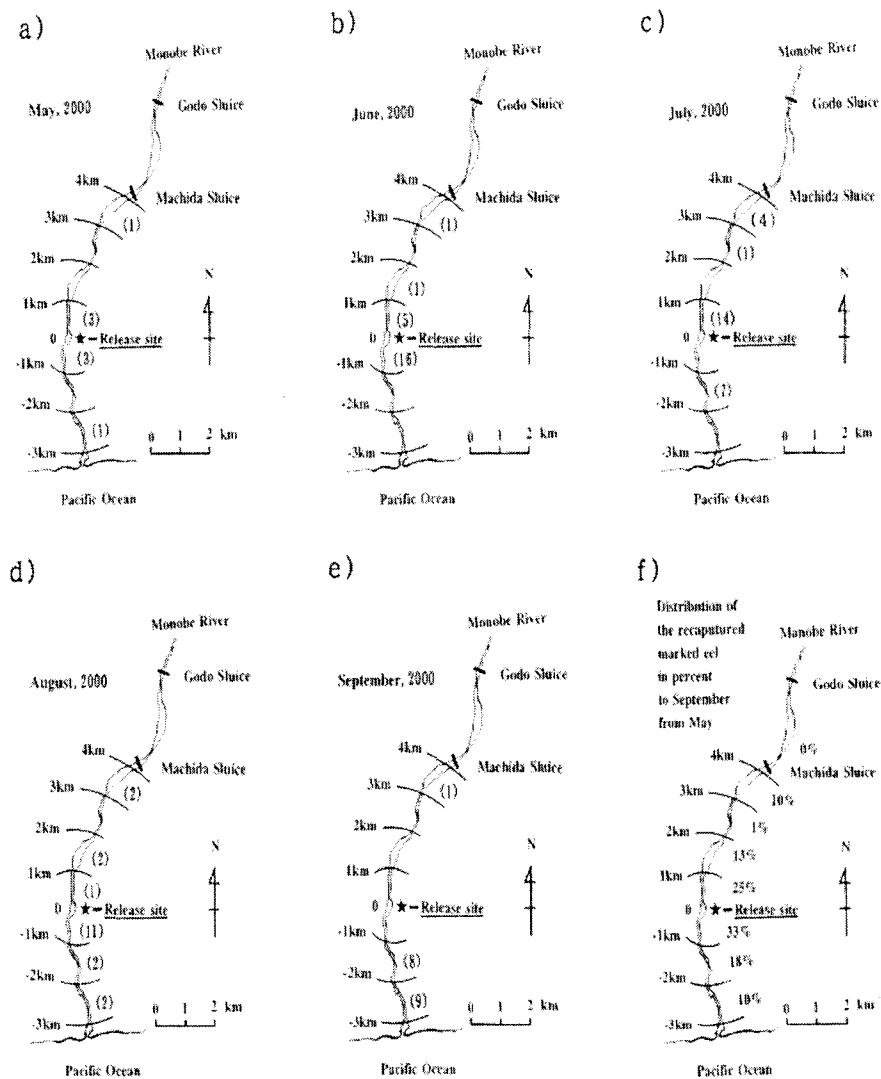 a)
Monobe River
May, 2000
Godo Sluice
4km
Machida Sluice
3km
(1)
2km
N
1km
(3)
0
★-Release site
(3)
-1km
-2km
(1)
0 1 2 km
-3km
Pacific Ocean
b)
Monobe River
June, 2000
Godo Sluice
4km
Machida Sluice
3km
(1)
2km
N
(1)
1km
(5)
0
★-Release site
(16)
-1km
-2km
0 1 2 km
-3km
Pacific Ocean
c)
Monobe River
July, 2000
Godo Sluice
4km
Machida Sluice
3km
(4)
(1)
2km
N
1km
(14)
0
★-Release site
-1km
-2km
0 1 2 km
-3km
Pacific Ocean
d)
Monobe River
August, 2000
Godo Sluice
4km
Machida Sluice
3km
(2)
2km
N
(2)
1km
(1)
0
★-Release site
(11)
-1km
(2)
-2km
(2)
0 1 2 km
-3km
Pacific Ocean
e)
Monobe River
September, 2000
Godo Sluice
4km
Machida Sluice
3km
(1)
2km
N
1km
0
★-Release site
-1km
(8)
-2km
(9)
0 1 2 km
-3km
Pacific Ocean
f)
Distribution of
the recaputured
marked eel
in percent
to September
from May
Monobe River
Godo Sluice
0%
4km
Machida Sluice
10%
3km
1%
2km
N
13%
1km
0
★-Release site
33%
-1km
18%
-2km
10%
0 1 2 km
-3km
Pacific Ocean